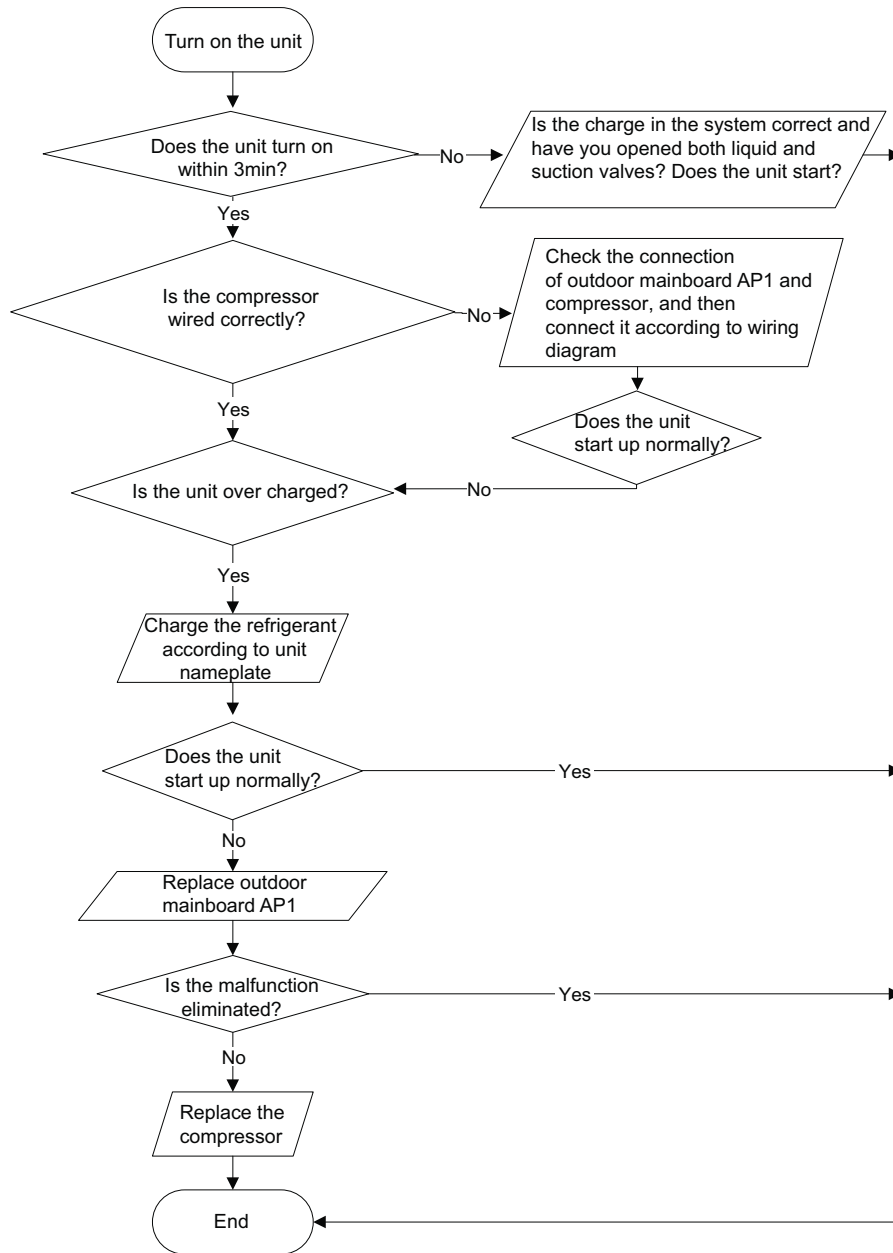 Turn on the unit
Does the unit turn on
within 3min?
No
Is the charge in the system correct and
have you opened both liquid and
suction valves? Does the unit start?
Yes
Is the compressor
wired correctly?
No
Check the connection
of outdoor mainboard AP1 and
compressor, and then
connect it according to wiring
diagram
Yes
Does the unit
start up normally?
Is the unit over charged?
No
Yes
Charge the refrigerant
according to unit
nameplate
Does the unit
start up normally?
Yes
No
Replace outdoor
mainboard AP1
Is the malfunction
eliminated?
Yes
No
Replace the
compressor
End